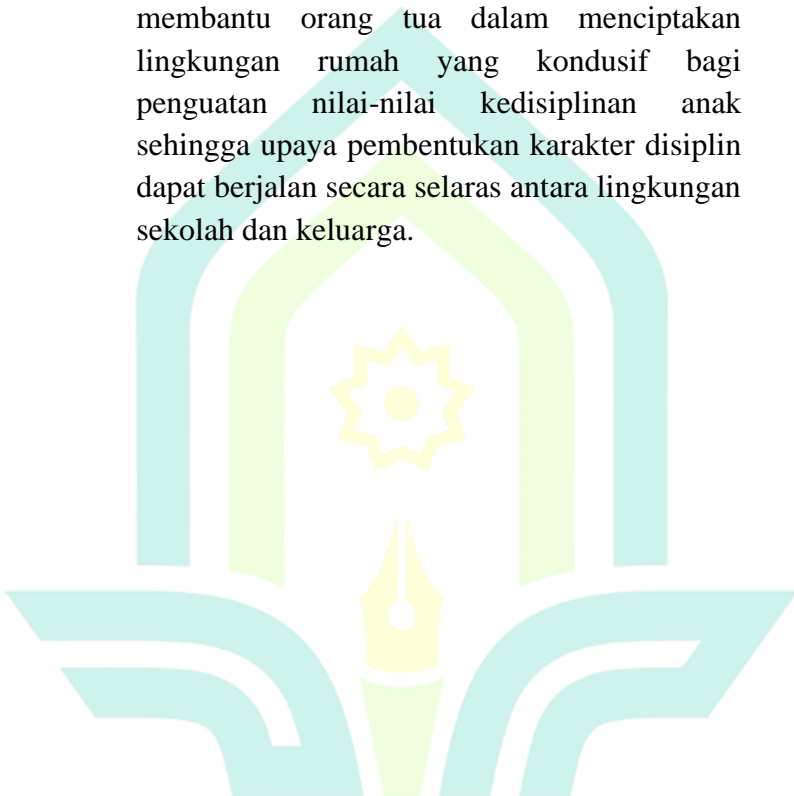 membantu orang tua dalam menciptakan
lingkungan rumah yang kondusif bagi
penguatan nilai-nilai kedisiplinan anak
sehingga upaya pembentukan karakter disiplin
dapat berjalan secara selaras antara lingkungan
sekolah dan keluarga.